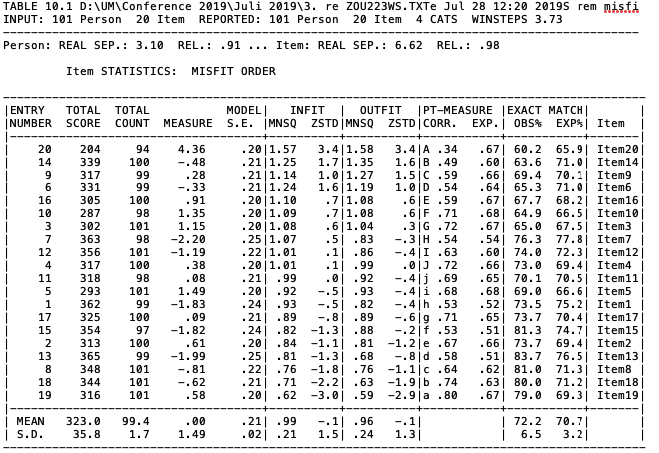 TABLE 10.1 D:\UM\Conference 2019\Juli 2019\3. re ZOU223WS.TXTe Jul 28 12:20 2019S rem misfi
INPUT: 101 Person  20 Item  REPORTED: 101 Person  20 Item  4 CATS  WINSTEPS 3.73
Person: REAL SEP.: 3.10  REL.: .91 ... Item: REAL SEP.: 6.62  REL.: .98
Item STATISTICS:  MISFIT ORDER
|ENTRY   TOTAL  TOTAL           MODEL|   INFIT  |  OUTFIT  |PT-MEASURE |EXACT MATCH|      |
|NUMBER  SCORE  COUNT  MEASURE  S.E. |MNSQ  ZSTD|MNSQ  ZSTD|CORR.  EXP.| OBS%  EXP%| Item |
|    20    204     94    4.36     .20|1.57   3.4|1.58   3.4|A .34   .67| 60.2  65.9| Item20|
|    14    339    100    -.48     .21|1.25   1.7|1.35   1.6|B .49   .60| 63.6  71.0| Item14|
|     9    317     99     .28     .21|1.14   1.0|1.27   1.5|C .59   .66| 69.4  70.1| Item9 |
|     6    331     99    -.33     .21|1.24   1.6|1.19   1.0|D .54   .64| 65.3  71.0| Item6 |
|    16    305    100     .91     .20|1.10    .7|1.08    .6|E .59   .67| 67.7  68.2| Item16|
|    10    287     98    1.35     .20|1.09    .7|1.08    .6|F .71   .68| 64.9  66.5| Item10|
|     3    302    101    1.15     .20|1.08    .6|1.04    .3|G .72   .67| 65.0  67.5| Item3 |
|     7    363     98   -2.20     .25|1.07    .5| .83   -.3|H .54   .54| 76.3  77.8| Item7 |
|    12    356    101   -1.19     .22|1.01    .1| .86   -.4|I .63   .60| 74.0  72.3| Item12|
|     4    317    100     .38     .20|1.01    .1| .99    .0|J .72   .66| 73.0  69.4| Item4 |
|    11    318     98     .08     .21| .99    .0| .92   -.4|j .69   .65| 70.1  70.5| Item11|
|     5    293    101    1.49     .20| .92   -.5| .93   -.4|i .68   .68| 69.0  66.6| Item5 |
|     1    362     99   -1.83     .24| .93   -.5| .82   -.4|h .53   .52| 73.5  75.2| Item1 |
|    17    325    100     .09     .21| .89   -.8| .89   -.6|g .71   .65| 73.7  70.4| Item17|
|    15    354     97   -1.82     .24| .82  -1.3| .88   -.2|f .53   .51| 81.3  74.7| Item15|
|     2    313    100     .61     .20| .84  -1.1| .81  -1.2|e .67   .66| 73.7  69.4| Item2 |
|    13    365     99   -1.99     .25| .81  -1.3| .68   -.8|d .58   .51| 83.7  76.5| Item13|
|     8    348    101    -.81     .22| .76  -1.8| .76  -1.1|c .64   .62| 81.0  71.3| Item8 |
|    18    344    101    -.62     .21| .71  -2.2| .63  -1.9|b .74   .63| 80.0  71.2| Item18|
|    19    316    101     .58     .20| .62  -3.0| .59  -2.9|a .80   .67| 79.0  69.3| Item19|
| MEAN   323.0   99.4     .00     .21| .99   -.1| .96   -.1|           | 72.2  70.7|      |
| S.D.    35.8    1.7    1.49     .02| .21   1.5| .24   1.3|           |  6.5   3.2|      |